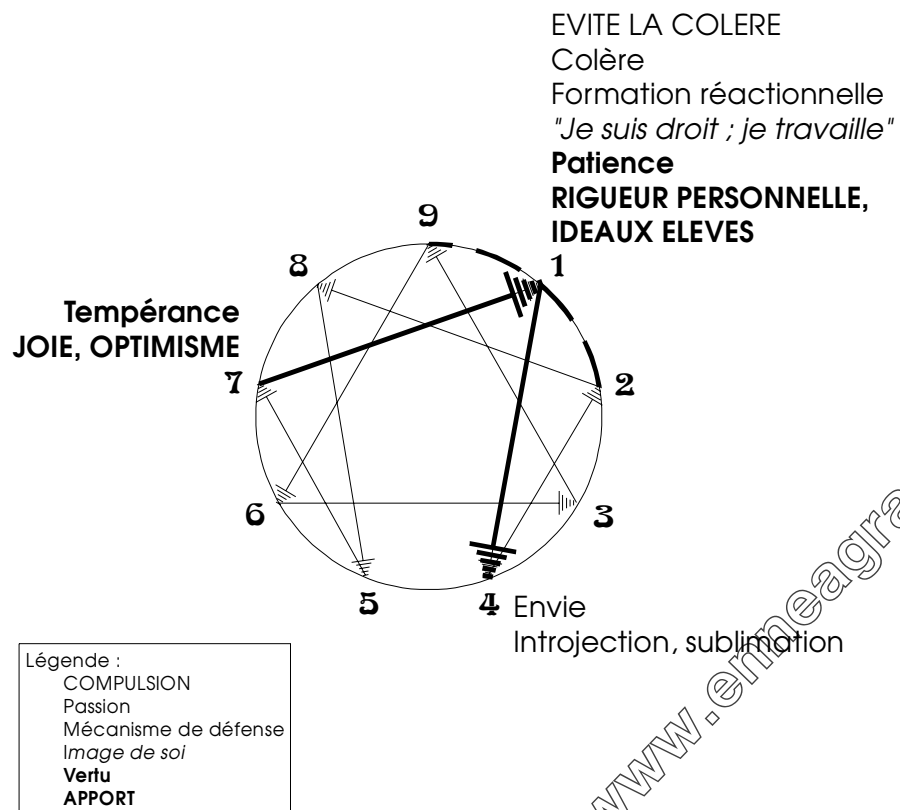 EVITE LA COLERE
Colère
Formation réactionnelle
"Je suis droit ; je travaille"
Patience
RIGUEUR PERSONNELLE,
IDEAUX ELEVES
9
8
1
Tempérance
JOIE, OPTIMISME
7
2
6
3
5
4
Envie
Introjection, sublimation
Légende :
COMPULSION
Passion
Mécanisme de défense
Image de soi
Vertu
APPORT